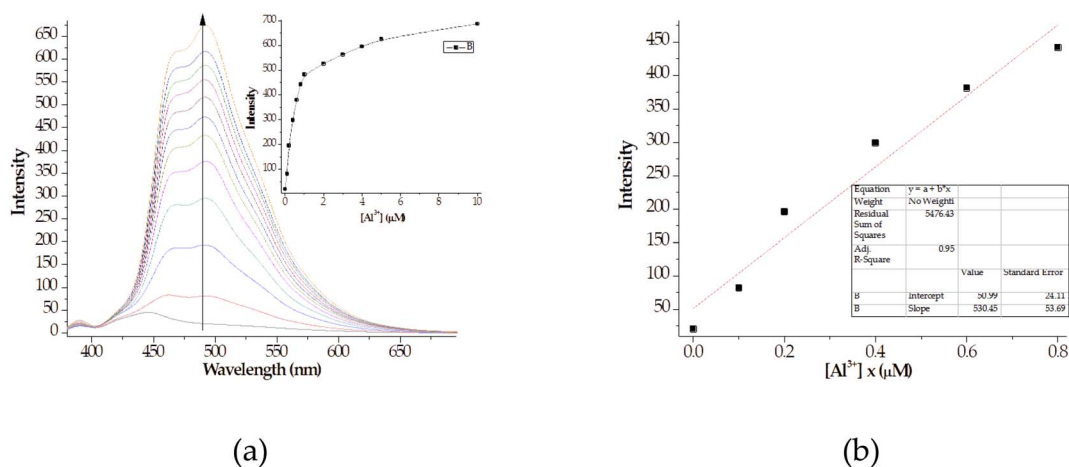 650
600
550
500
450
400
350
300
250
200
150
100
50
0
Intensity
400
450
500
550
600
650
Wavelength (nm)
700
600
500
400
300
200
100
Intensity
0
2
4
6
8
10
[Al³⁺] (μM)
B
(a)
450
400
350
300
250
200
150
100
50
Intensity
0.0
0.2
0.4
0.6
0.8
[Al³⁺] x (μM)
Equation y = a + b*x
Weight No Weighti
Residual 5476.43
Sum of
Squares
Adj. 0.95
R-Square
Value Standard Error
B Intercept 50.99 24.11
B Slope 530.45 53.69
(b)